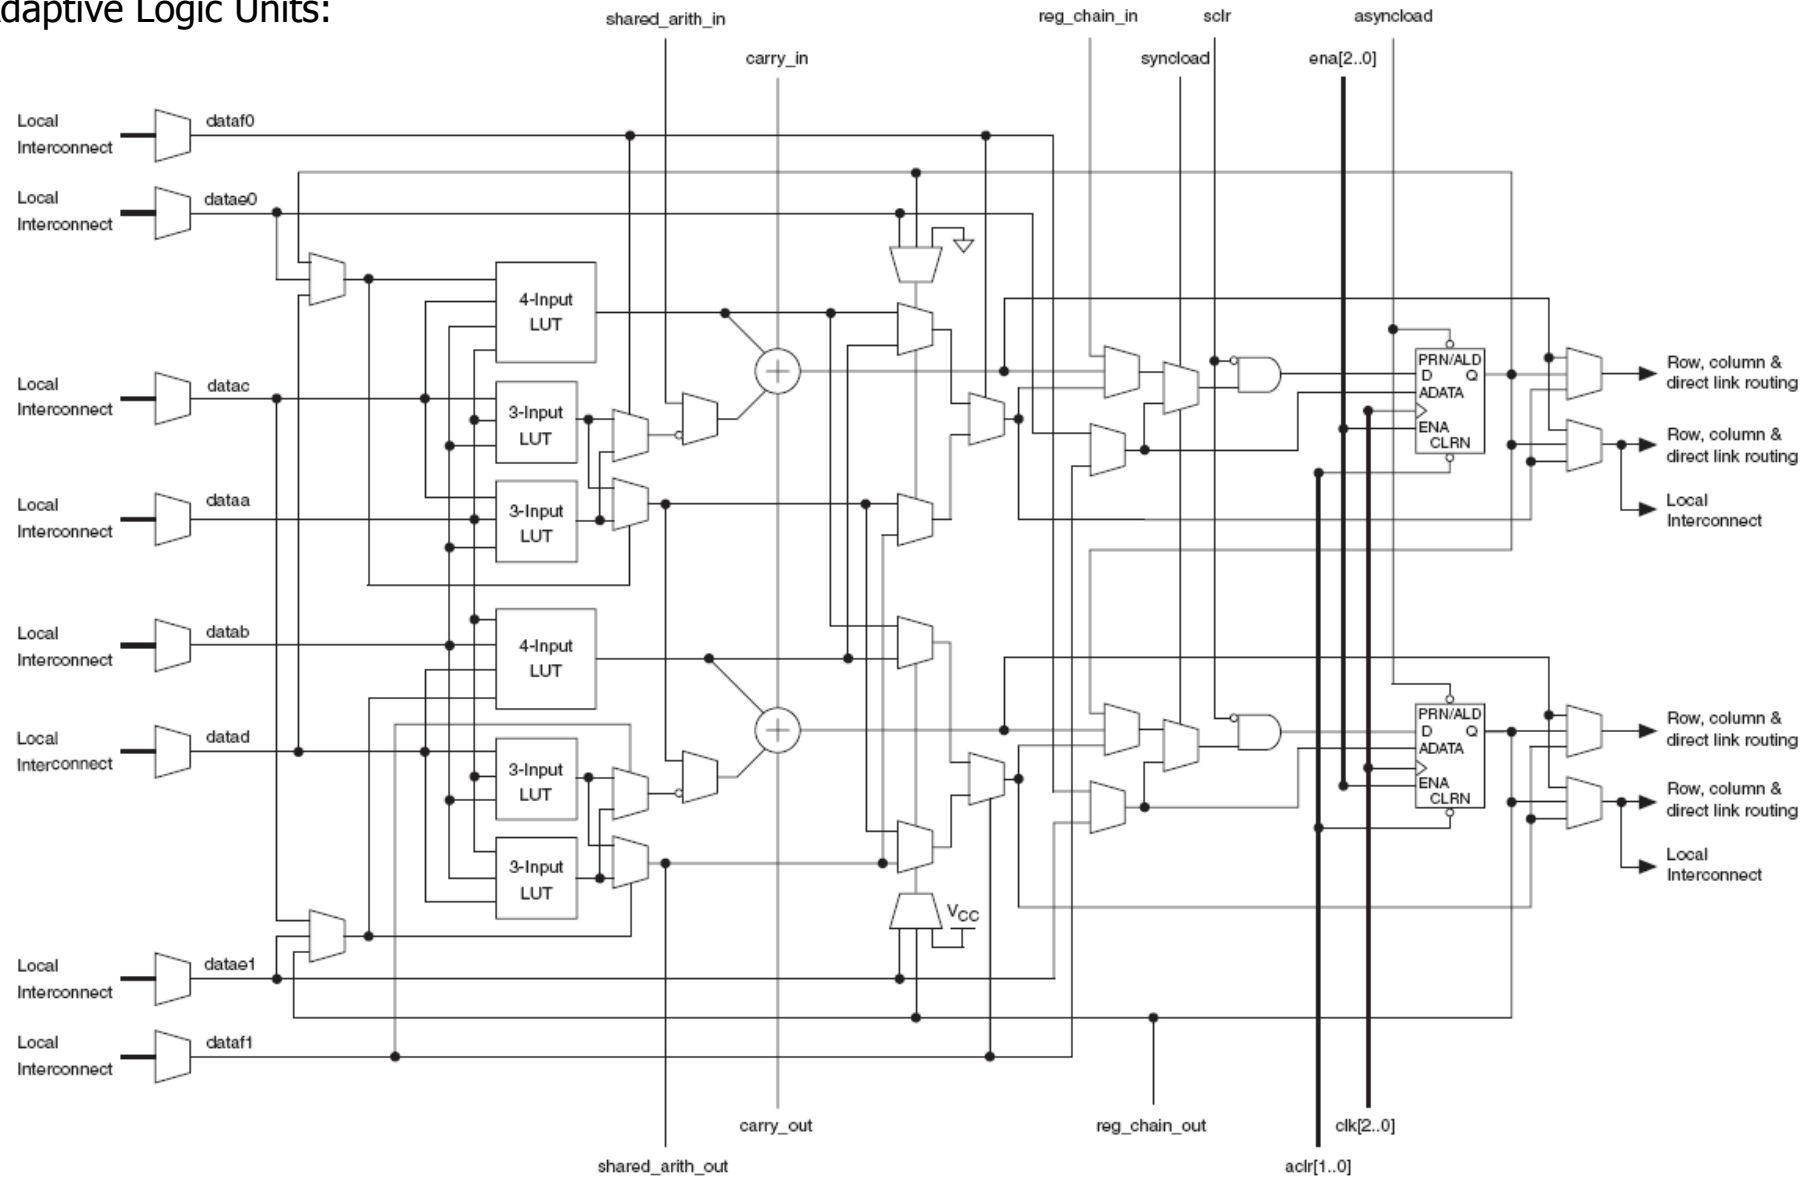 daptive Logic Units:
shared_arith_in
reg_chain_in
sclr
asyncload
carry_in
syncload
ena[2..0]
Local
Interconnect
dataf0
Local
Interconnect
datae0
4-Input
LUT
Local
Interconnect
datac
3-Input
LUT
PRN/ALD
D Q
ADATA
ENA
CLRN
Row, column &
direct link routing
Row, column &
direct link routing
Local
Interconnect
Local
Interconnect
dataa
3-Input
LUT
Local
Interconnect
datab
4-Input
LUT
Local
Interconnect
datad
3-Input
LUT
PRN/ALD
D Q
ADATA
ENA
CLRN
Row, column &
direct link routing
Row, column &
direct link routing
Local
Interconnect
3-Input
LUT
VCC
Local
Interconnect
datae1
Local
Interconnect
dataf1
carry_out
reg_chain_out
clk[2..0]
shared_arith_out
aclr[1..0]